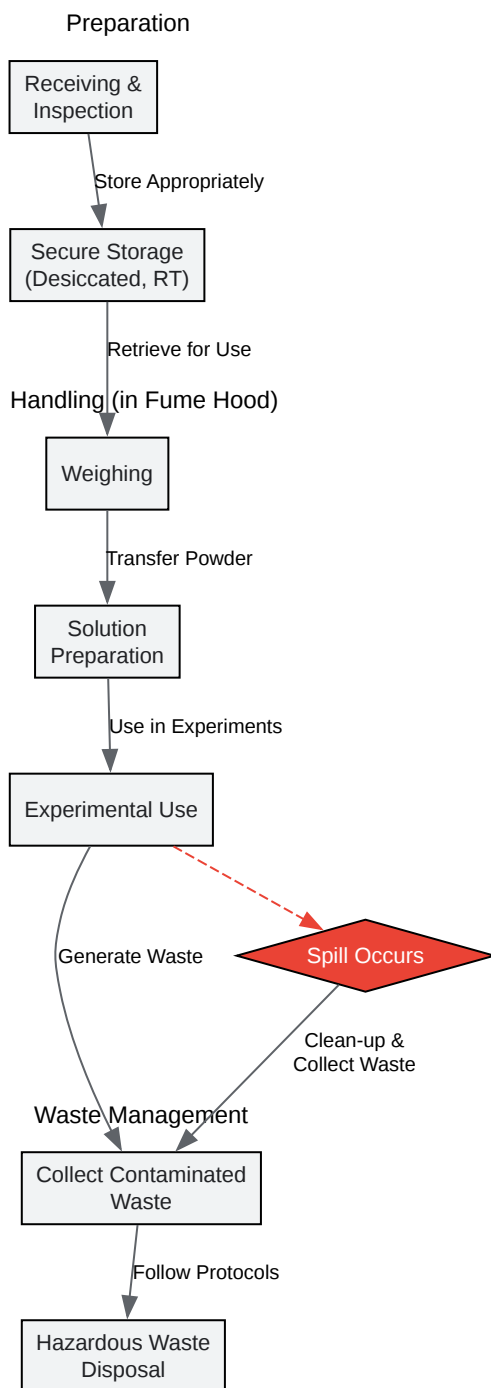 Preparation
Receiving &
Inspection
Store Appropriately
Secure Storage
(Desiccated, RT)
Retrieve for Use
Handling (in Fume Hood)
Weighing
Transfer Powder
Solution
Preparation
Use in Experiments
Experimental Use
Generate Waste
Spill Occurs
Clean-up &
Collect Waste
Waste Management
Collect Contaminated
Waste
Follow Protocols
Hazardous Waste
Disposal